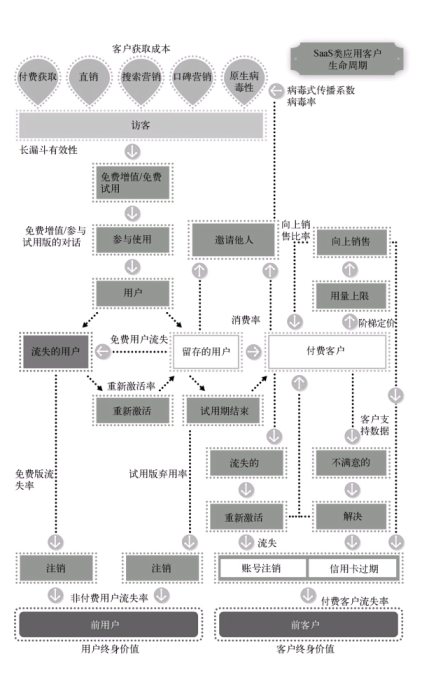 客户获取成本
SaaS类应用客户
生命周期
付费获取
直销
搜索营销
口碑营销
原生病
毒性
病毒式传播系数
病毒率
访客
长漏斗有效性
免费增值/免费
试用
免费增值/参与
试用版的对话
参与使用
邀请他人
向上销
售比率
向上销售
用户
用量上限
消费率
阶梯定价
流失的用户
免费用户流失
留存的用户
付费客户
重新激活率
重新激活
试用期结束
客户支
持数据
免费版流
失率
试用版弃用率
流失的
不满意的
重新激活
解决
流失
注销
注销
账号注销
信用卡过期
非付费用户流失率
付费客户流失率
前用户
前客户
用户终身价值
客户终身价值